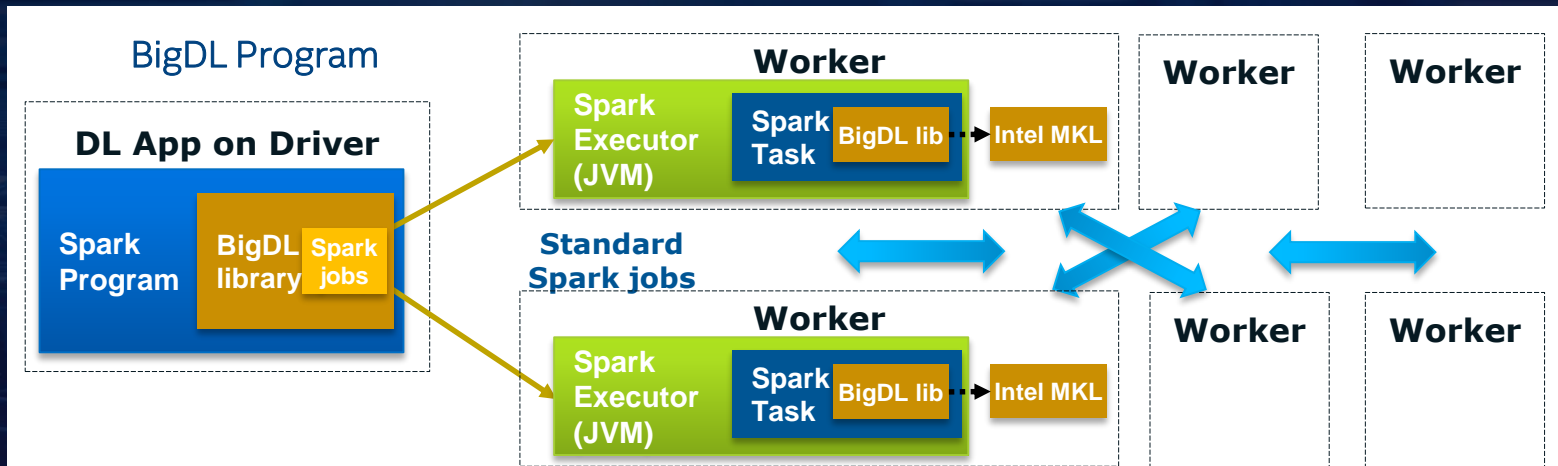 BigDL Program
DL App on Driver
Spark
Program
BigDL
library
Spark
jobs
Worker
Spark
Executor
(JVM)
Spark
Task
BigDL lib
Intel MKL
Worker
Worker
Standard
Spark jobs
Worker
Spark
Executor
(JVM)
Spark
Task
BigDL lib
Intel MKL
Worker
Worker